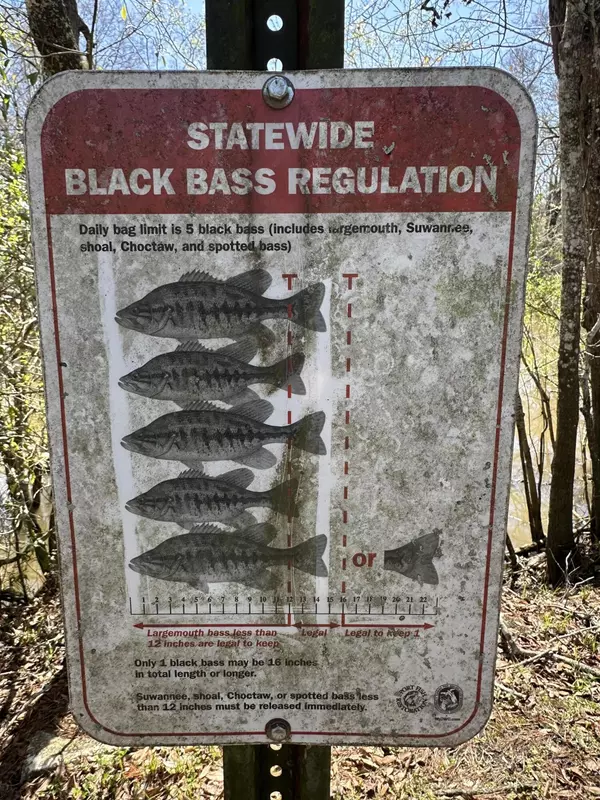 STATEWIDE
BLACK BASS REGULATION
Daily bag limit is 5 black bass (includes largemouth, Suwannee,
shoal, Choctaw, and spotted bass)
or
1 2 3 4 5 6 7 8 9 10 11 12 13 14 15 16 17 18 19 20 21 22
Largemouth bass less than
12 inches are legal to keep
Legal
Legal to keep 1
Only 1 black bass may be 16 inches
in total length or longer.
Suwannee, shoal, Choctaw, or spotted bass less
than 12 inches must be released immediately.